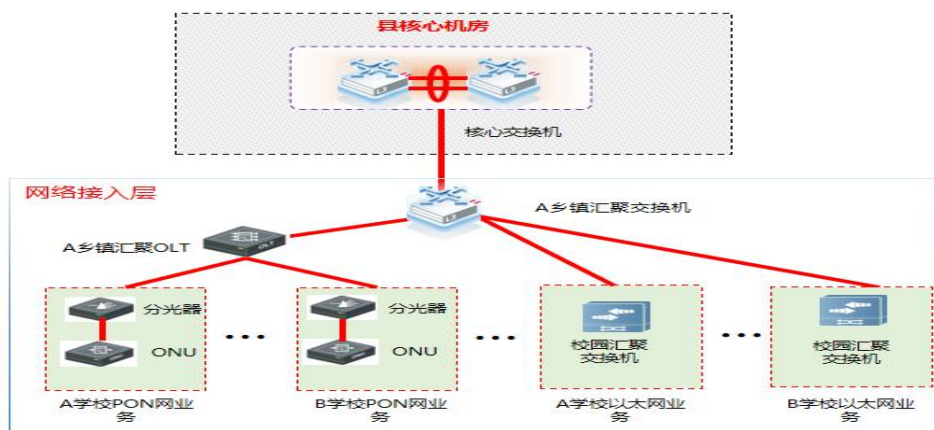 县核心机房
核心交换机
网络接入层
A乡镇汇聚交换机
A乡镇汇聚OLT
OLT
分光器
ONU
...
分光器
ONU
...
校园汇聚
交换机
...
校园汇聚
交换机
A学校PON网业
务
B学校PON网业
务
A学校以太网业
务
B学校以太网业
务